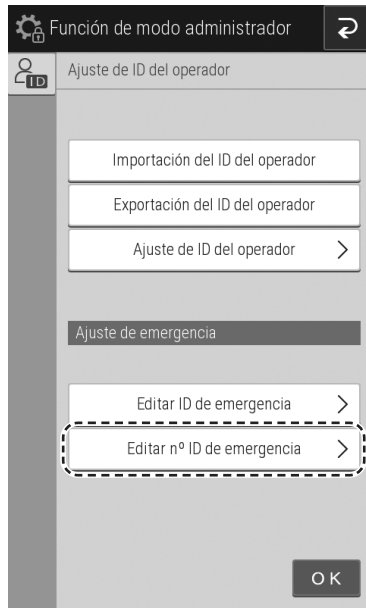 Función de modo administrador
ID
Ajuste de ID del operador
Importación del ID del operador
Exportación del ID del operador
Ajuste de ID del operador
Ajuste de emergencia
Editar ID de emergencia
Editar nº ID de emergencia
OK